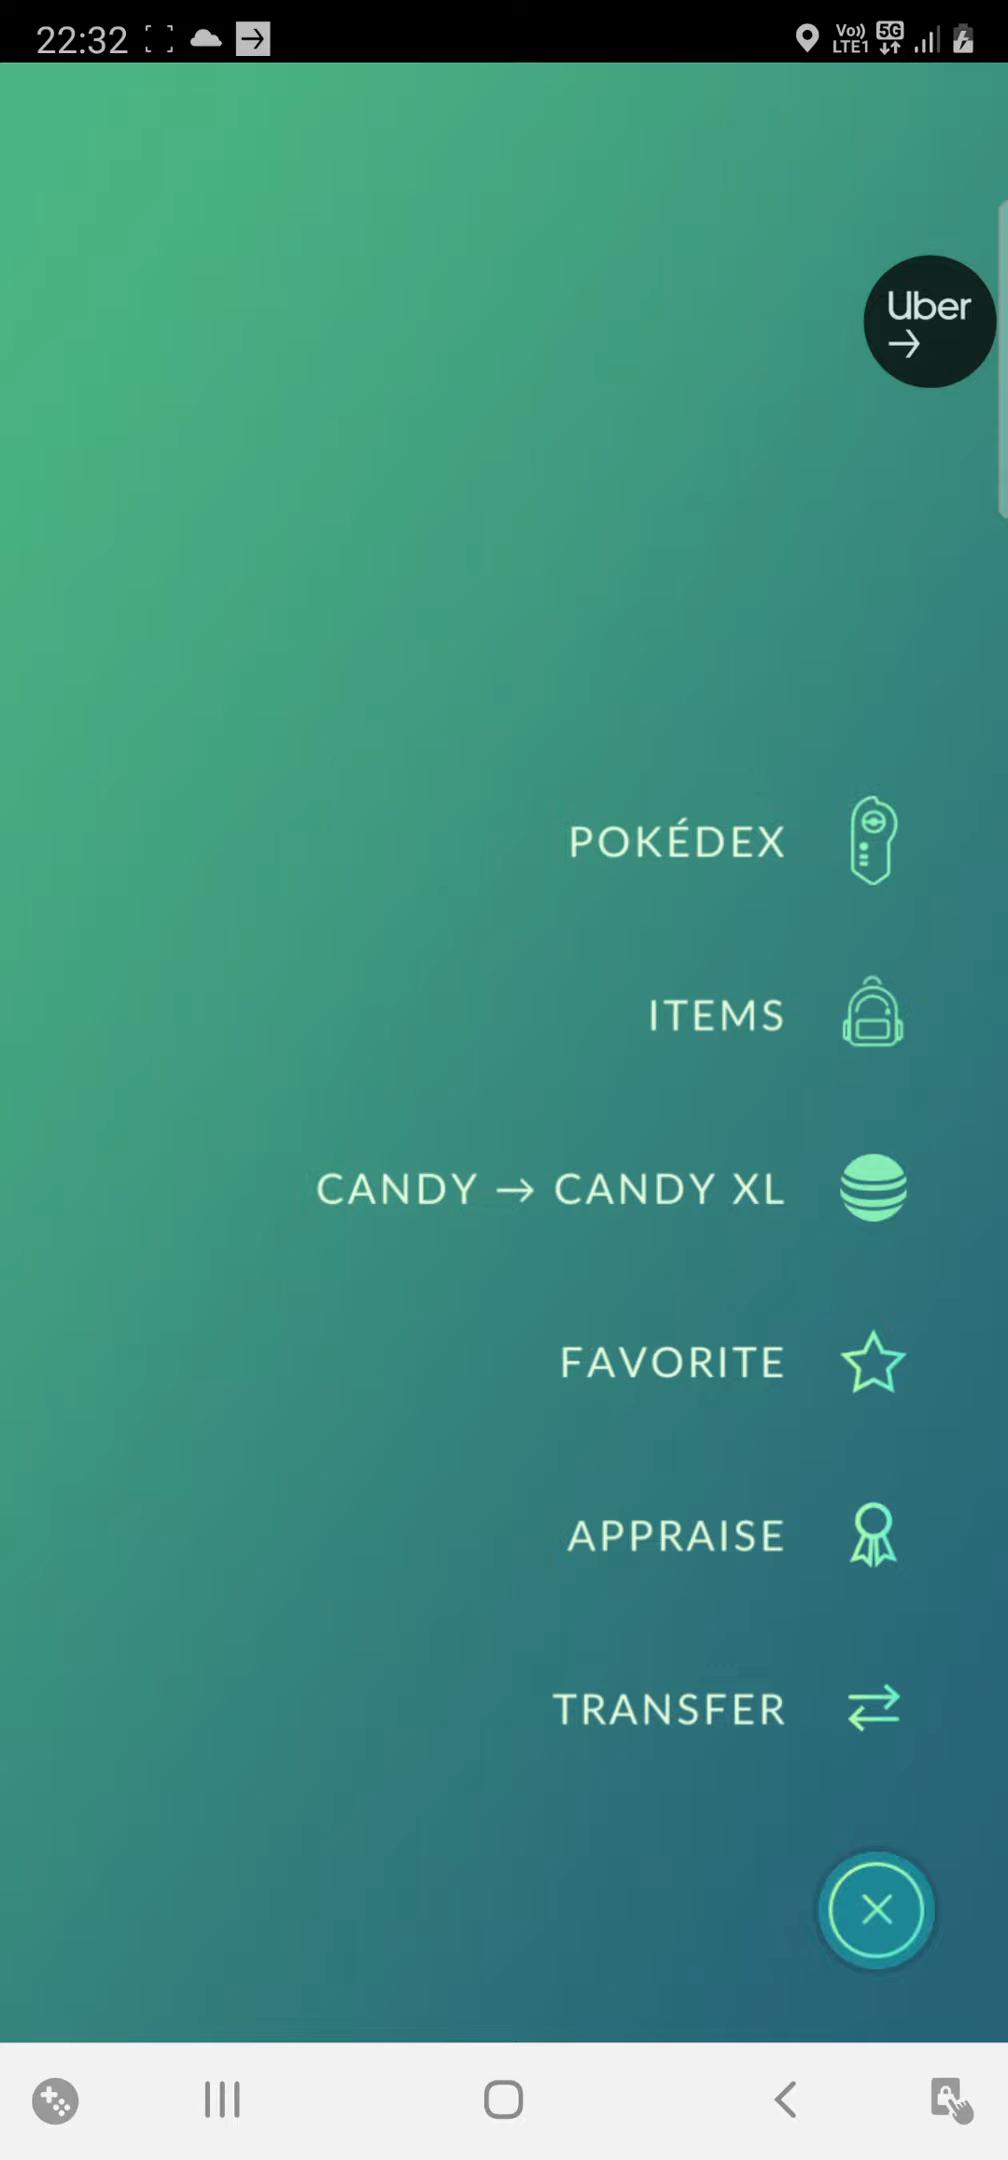 22:32
Vo)) LTE1 5G
Uber
→
POKÉDEX
ITEMS
CANDY → CANDY XL
FAVORITE
APPRAISE
TRANSFER